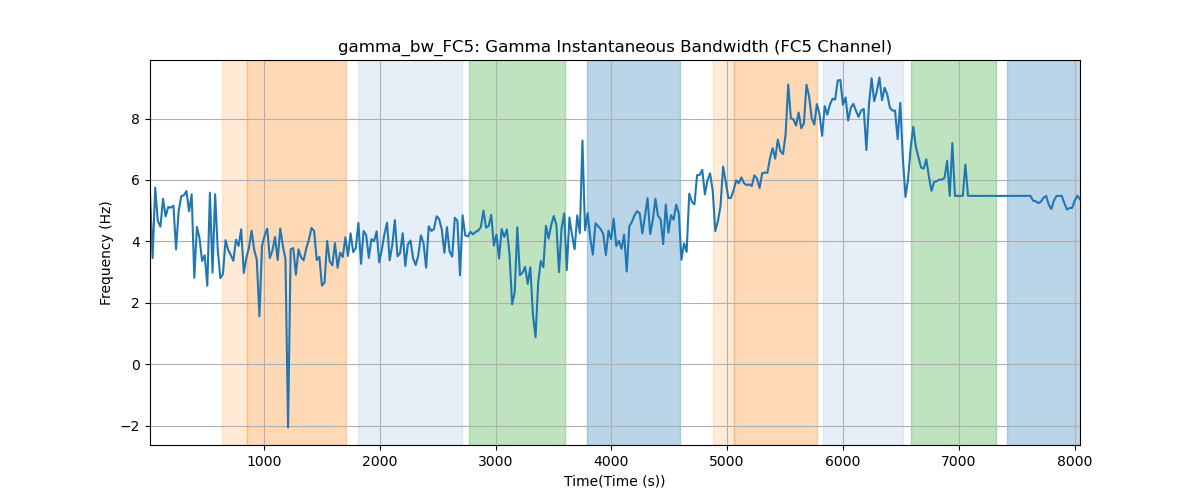 gamma_bw_FC5: Gamma Instantaneous Bandwidth (FC5 Channel)
Frequency (Hz)
8
6
4
2
0
−2
1000 2000 3000 4000 5000 6000 7000 8000
Time(Time (s))